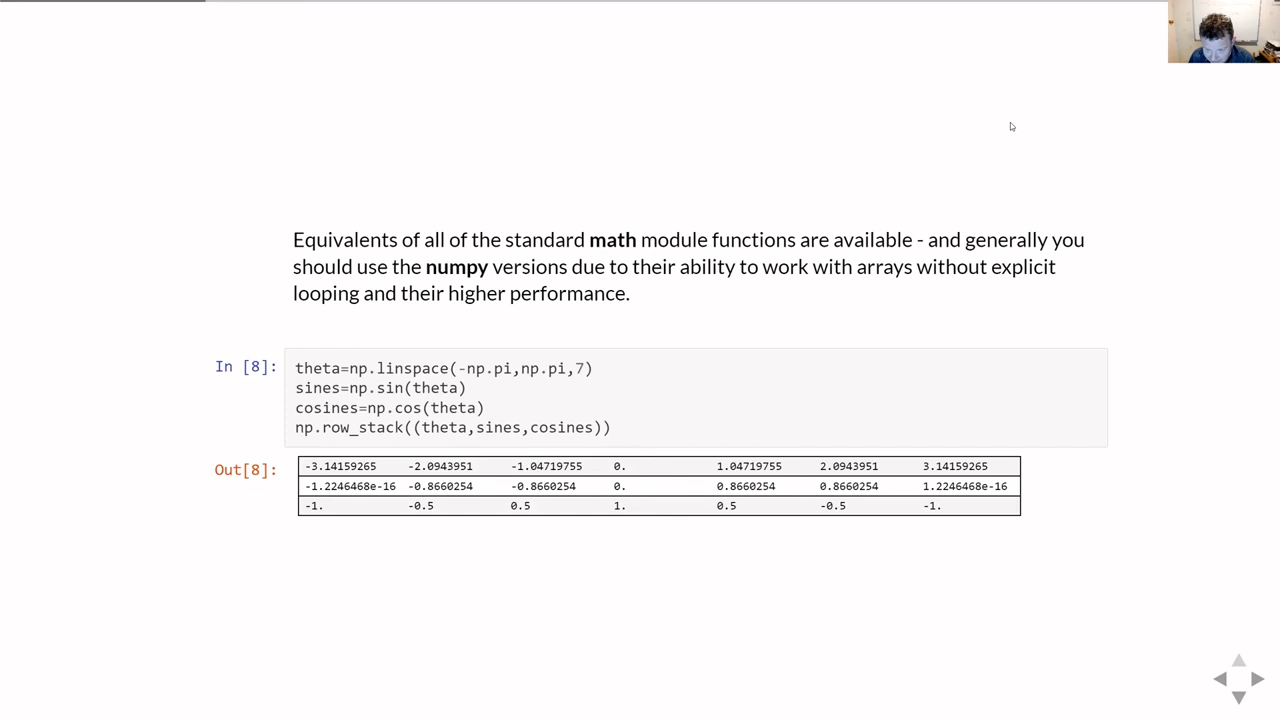 Equivalents of all of the standard math module functions are available - and generally you
should use the numpy versions due to their ability to work with arrays without explicit
looping and their higher performance.
In [8]:
theta=np.linspace(-np.pi,np.pi,7)
sines=np.sin(theta)
cosines=np.cos(theta)
np.row_stack((theta,sines,cosines))
Out[8]:
-3.14159265 -2.0943951 -1.04719755 0. 1.04719755 2.0943951 3.14159265
-1.2246468e-16 -0.8660254 -0.8660254 0. 0.8660254 0.8660254 1.2246468e-16
-1. -0.5 0.5 1. 0.5 -0.5 -1.